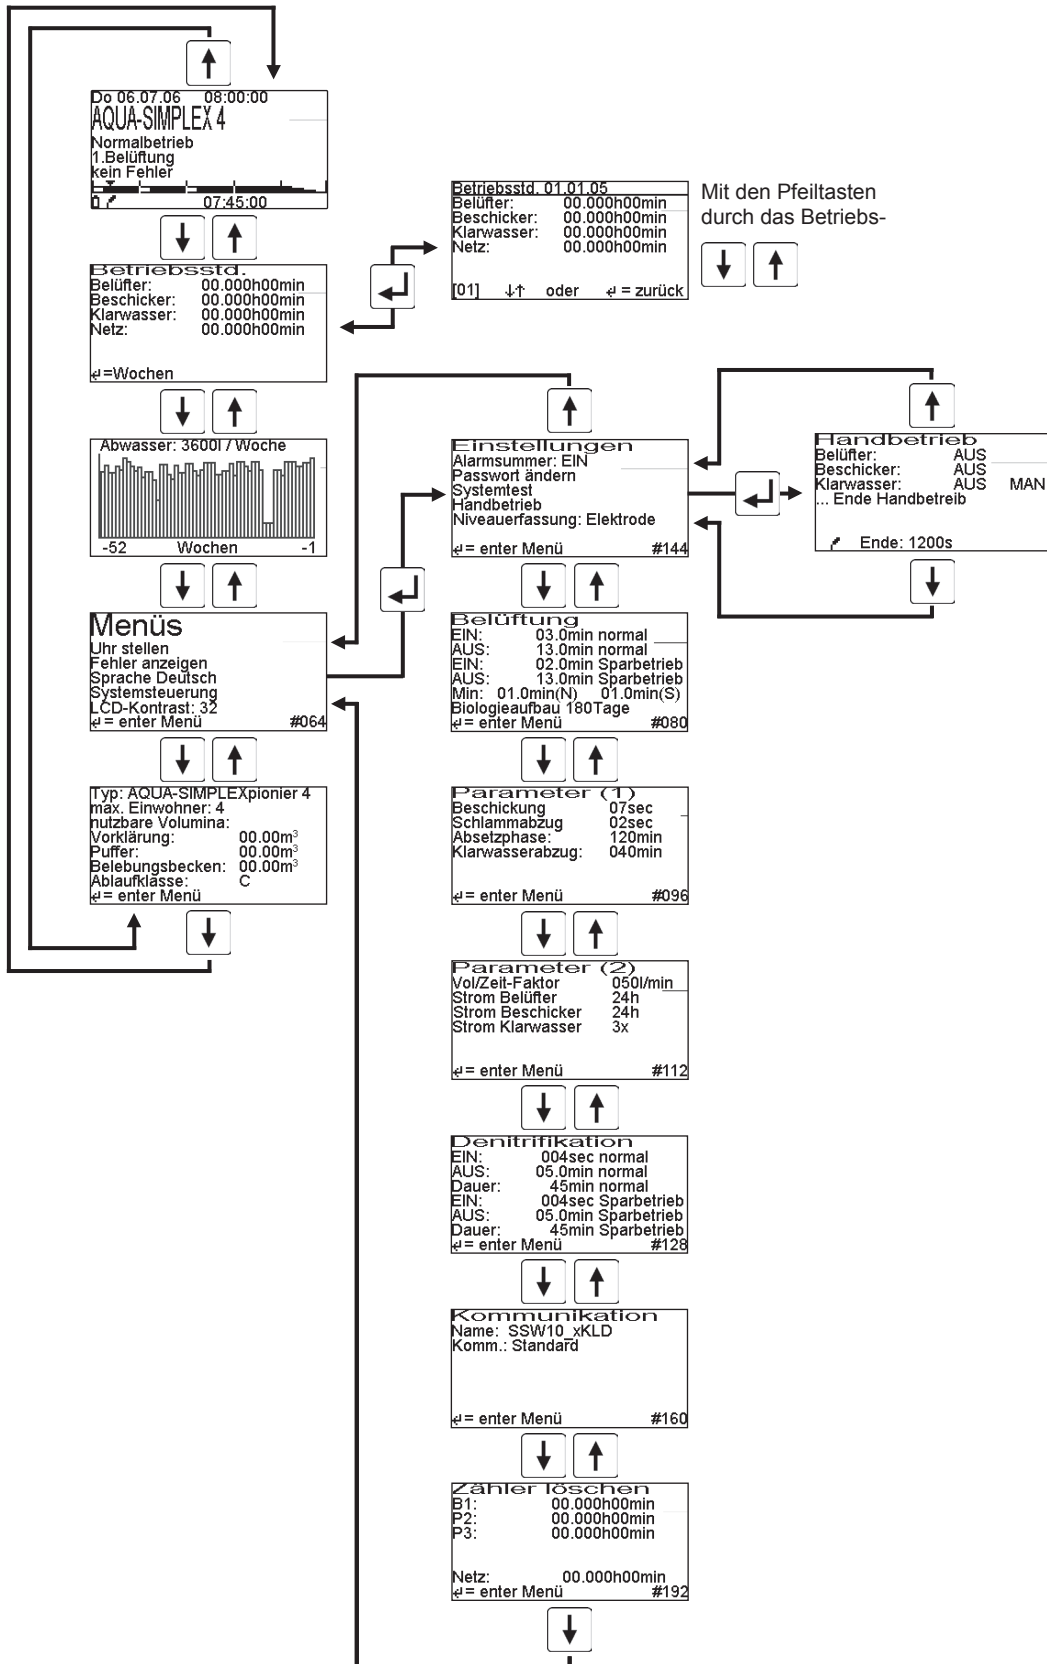 Do 06.07.06 08:00:00
AQUA-SIMPLEX 4
Normalbetrieb
1.Belüftung
kein Fehler
0 07:45:00
Betriebsstd.
Belüfter: 00.000h00min
Beschicker: 00.000h00min
Klarwasser: 00.000h00min
Netz: 00.000h00min
↵=Wochen
Abwasser: 3600l / Woche
-52 Wochen -1
Menüs
Uhr stellen
Fehler anzeigen
Sprache Deutsch
Systemsteuerung
LCD-Kontrast: 32
↵= enter Menü #064
Typ: AQUA-SIMPLEXpionier 4
max. Einwohner: 4
nutzbare Volumina:
Vorklärung: 00.00m³
Puffer: 00.00m³
Belebungsbecken: 00.00m³
Ablaufklasse: C
↵= enter Menü
Betriebsstd. 01.01.05
Belüfter: 00.000h00min
Beschicker: 00.000h00min
Klarwasser: 00.000h00min
Netz: 00.000h00min
[01] ↓↑ oder ↵ = zurück
Mit den Pfeiltasten
durch das Betriebs-
Einstellungen
Alarmsummer: EIN
Passwort ändern
Systemtest
Handbetrieb
Niveauerfassung: Elektrode
↵= enter Menü #144
Handbetrieb
Belüfter: AUS
Beschicker: AUS
Klarwasser: AUS MAN
... Ende Handbetreib
Ende: 1200s
Belüftung
EIN: 03.0min normal
AUS: 13.0min normal
EIN: 02.0min Sparbetrieb
AUS: 13.0min Sparbetrieb
Min: 01.0min(N) 01.0min(S)
Biologieaufbau 180Tage
↵= enter Menü #080
Parameter (1)
Beschickung 07sec
Schlammabzug 02sec
Absetzphase: 120min
Klarwasserabzug: 040min
↵= enter Menü #096
Parameter (2)
Vol/Zeit-Faktor 050l/min
Strom Belüfter 24h
Strom Beschicker 24h
Strom Klarwasser 3x
↵= enter Menü #112
Denitrifikation
EIN: 004sec normal
AUS: 05.0min normal
Dauer: 45min normal
EIN: 004sec Sparbetrieb
AUS: 05.0min Sparbetrieb
Dauer: 45min Sparbetrieb
↵= enter Menü #128
Kommunikation
Name: SSW10_xKLD
Komm.: Standard
↵= enter Menü #160
Zähler löschen
B1: 00.000h00min
P2: 00.000h00min
P3: 00.000h00min
Netz: 00.000h00min
↵= enter Menü #192